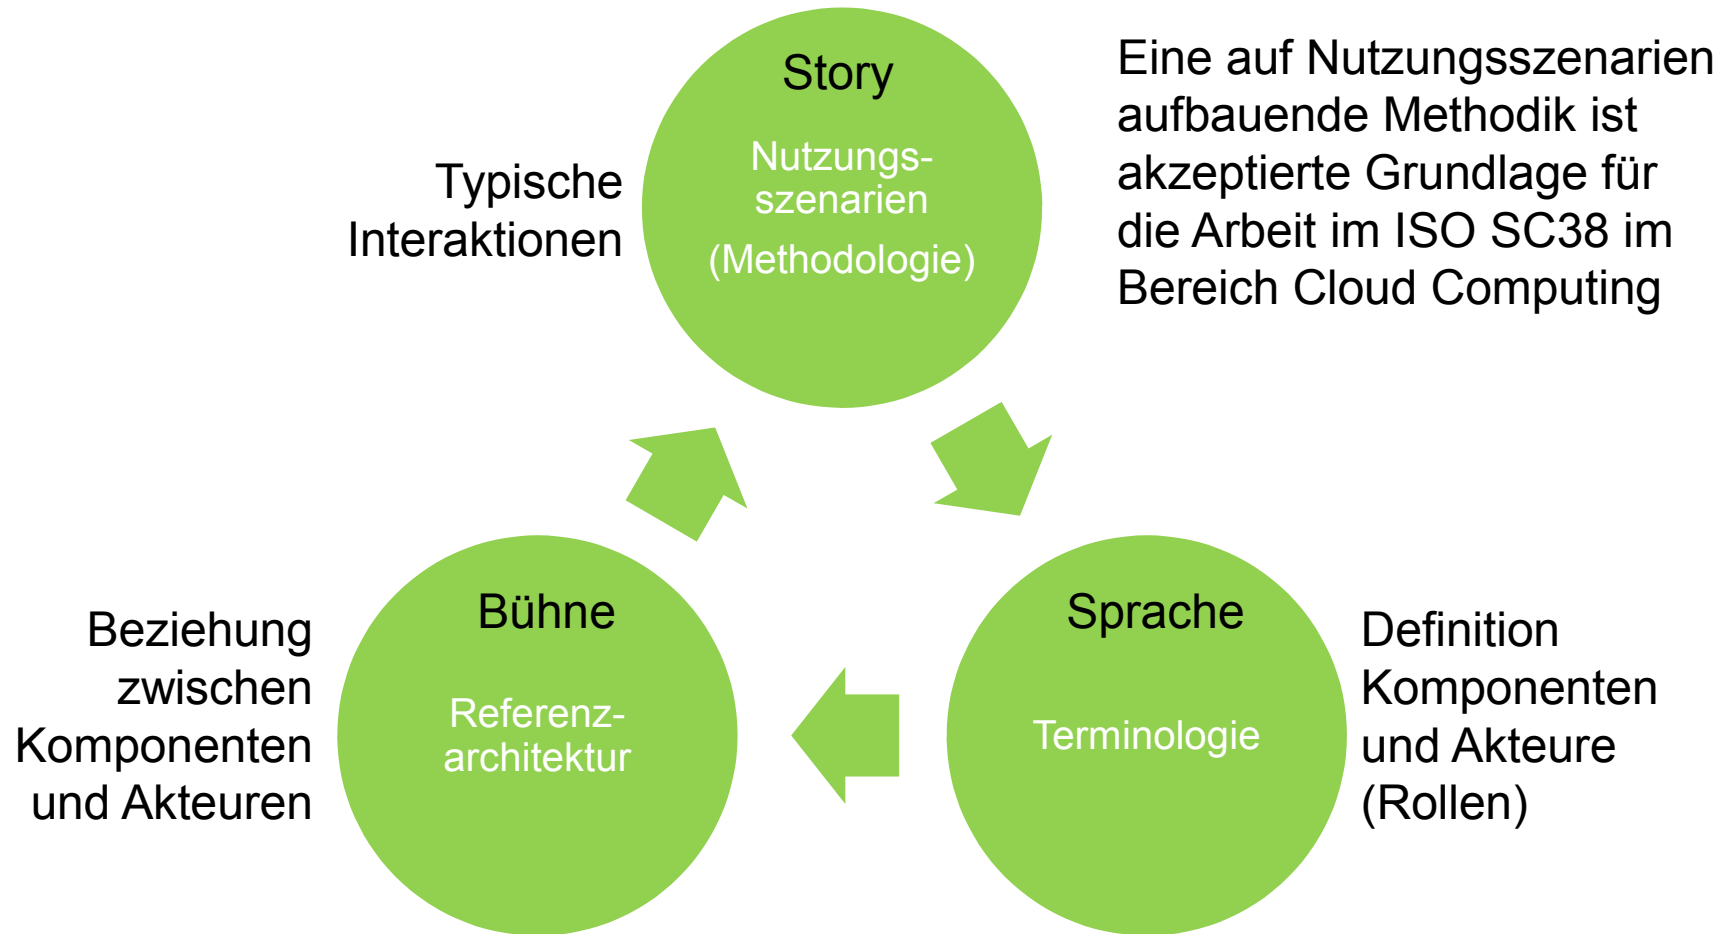 Story
Nutzungs-
szenarien
(Methodologie)
Typische
Interaktionen
Eine auf Nutzungsszenarien
aufbauende Methodik ist
akzeptierte Grundlage für
die Arbeit im ISO SC38 im
Bereich Cloud Computing
Bühne
Referenz-
architektur
Beziehung
zwischen
Komponenten
und Akteuren
Sprache
Terminologie
Definition
Komponenten
und Akteure
(Rollen)